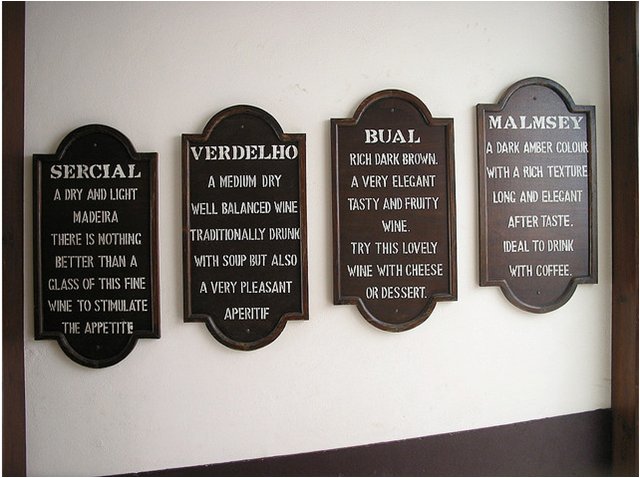 SERCIAL
A DRY AND LIGHT
MADEIRA
THERE IS NOTHING
BETTER THAN A
GLASS OF THIS FINE
WINE TO STIMULATE
THE APPETITE
VERDELHO
A MEDIUM DRY
WELL BALANCED WINE
TRADITIONALLY DRUNK
WITH SOUP BUT ALSO
A VERY PLEASANT
APERITIF
BUAL
RICH DARK BROWN.
A VERY ELEGANT
TASTY AND FRUITY
WINE.
TRY THIS LOVELY
WINE WITH CHEESE
OR DESSERT.
MALMSEY
A DARK AMBER COLOUR
WITH A RICH TEXTURE
LONG AND ELEGANT
AFTER TASTE.
IDEAL TO DRINK
WITH COFFEE.